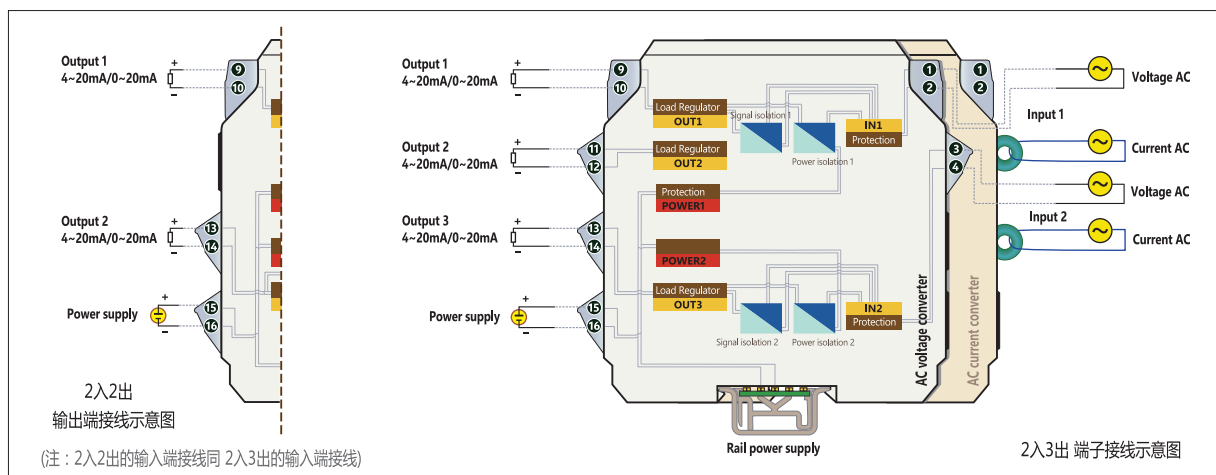 Output 1
4~20mA/0~20mA
+
−
9
10
Output 2
4~20mA/0~20mA
+
−
13
14
Power supply
+
−
15
16
2入2出
输出端接线示意图
(注：2入2出的输入端接线同 2入3出的输入端接线)
Output 1
4~20mA/0~20mA
+
−
9
10
Output 2
4~20mA/0~20mA
+
−
11
12
Output 3
4~20mA/0~20mA
+
−
13
14
Power supply
+
−
15
16
Load Regulator
OUT1
Signal isolation 1
Power isolation 1
IN1
Protection
Load Regulator
OUT2
Protection
POWER1
POWER2
Load Regulator
OUT3
Signal isolation 2
Power isolation 2
IN2
Protection
Rail power supply
AC voltage converter
AC current converter
1
2
3
4
1
2
Voltage AC
Input 1
Current AC
Voltage AC
Input 2
Current AC
2入3出 端子接线示意图